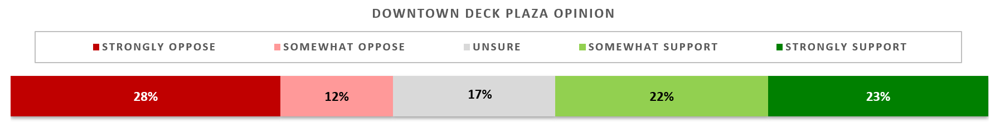 DOWNTOWN DECK PLAZA OPINION
STRONGLY OPPOSE SOMEWHAT OPPOSE UNSURE SOMEWHAT SUPPORT STRONGLY SUPPORT
28% 12% 17% 22% 23%